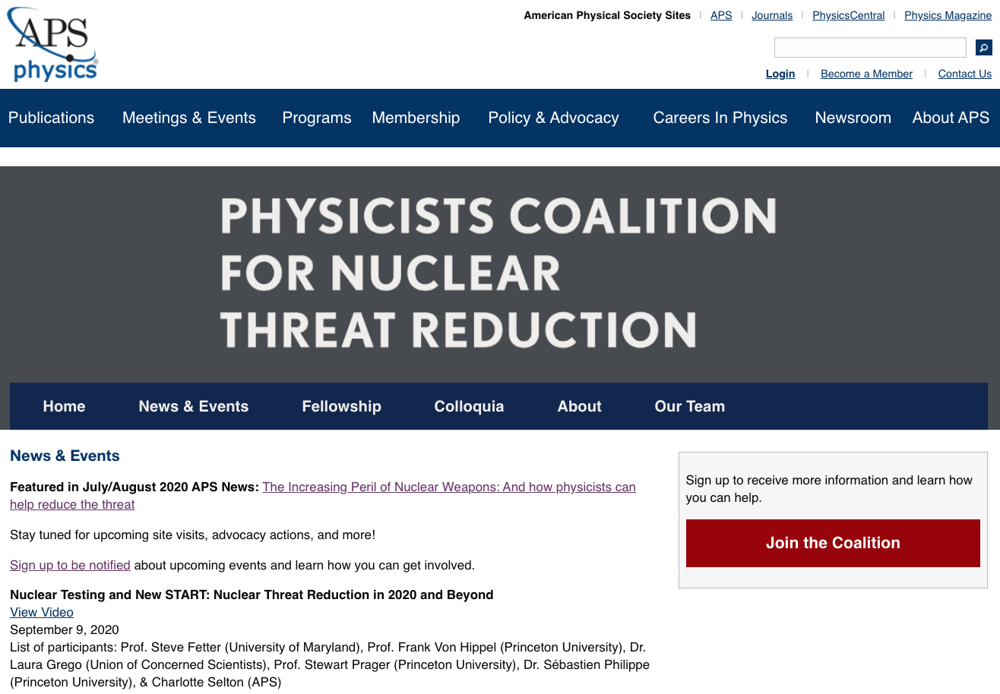 APS
physics®
American Physical Society Sites | APS | Journals | PhysicsCentral | Physics Magazine
Login | Become a Member | Contact Us
Publications Meetings & Events Programs Membership Policy & Advocacy Careers In Physics Newsroom About APS
PHYSICISTS COALITION
FOR NUCLEAR
THREAT REDUCTION
Home News & Events Fellowship Colloquia About Our Team
News & Events
Featured in July/August 2020 APS News: The Increasing Peril of Nuclear Weapons: And how physicists can
help reduce the threat
Stay tuned for upcoming site visits, advocacy actions, and more!
Sign up to be notified about upcoming events and learn how you can get involved.
Nuclear Testing and New START: Nuclear Threat Reduction in 2020 and Beyond
View Video
September 9, 2020
List of participants: Prof. Steve Fetter (University of Maryland), Prof. Frank Von Hippel (Princeton University), Dr.
Laura Grego (Union of Concerned Scientists), Prof. Stewart Prager (Princeton University), Dr. Sébastien Philippe
(Princeton University), & Charlotte Selton (APS)
Sign up to receive more information and learn how
you can help.
Join the Coalition